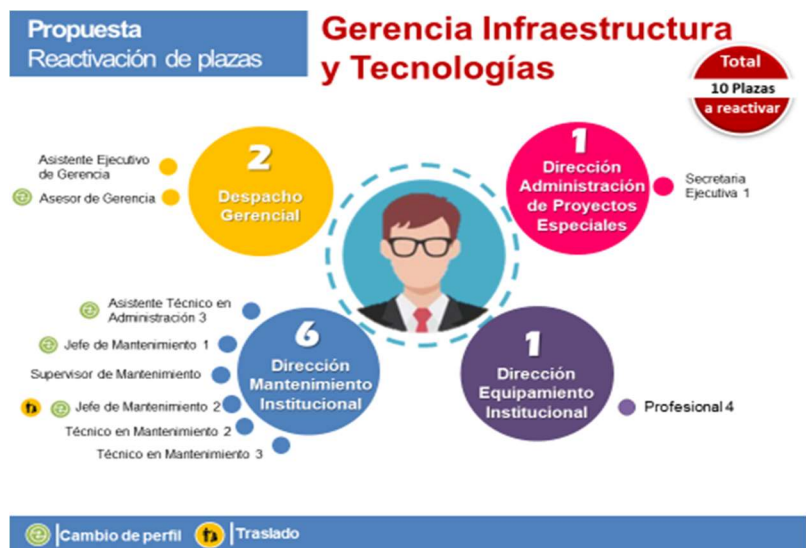 Propuesta
Reactivación de plazas
Gerencia Infraestructura
y Tecnologías
Total
10 Plazas
a reactivar
2
Despacho
Gerencial
Asistente Ejecutivo
de Gerencia
Asesor de Gerencia
1
Dirección
Administración
de Proyectos
Especiales
Secretaria
Ejecutiva 1
6
Dirección
Mantenimiento
Institucional
Asistente Técnico en
Administración 3
Jefe de Mantenimiento 1
Supervisor de Mantenimiento
Jefe de Mantenimiento 2
Técnico en Mantenimiento 2
Técnico en Mantenimiento 3
1
Dirección
Equipamiento
Institucional
Profesional 4
Cambio de perfil
Traslado